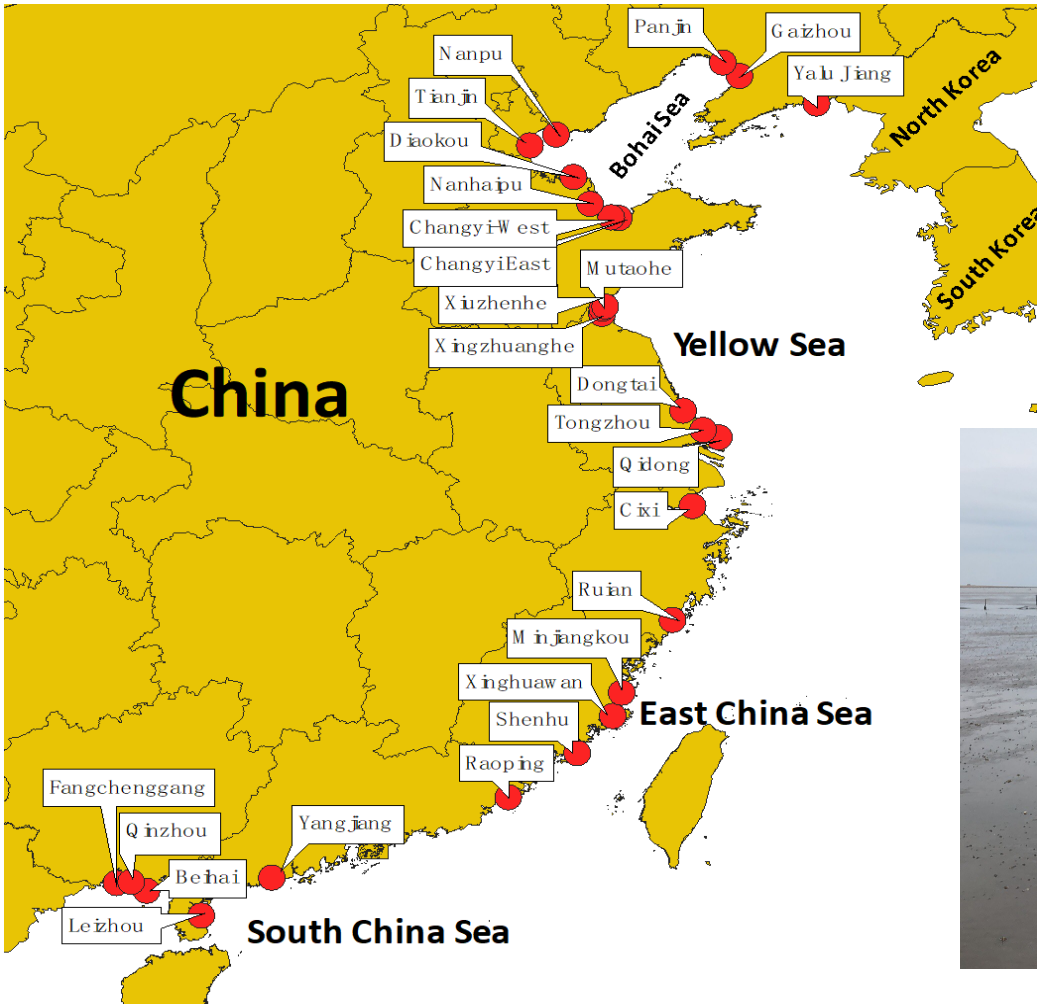 Panjin
Gaizhou
Nanpu
Yalu Jiang
Tianjin
North Korea
Bohai Sea
Diaokou
Nanhaipu
Changyi-West
South Korea
ChangyiEast
Mutaohe
Xiuzhenhe
Xingzhuanghe
Yellow Sea
China
Dongtai
Tongzhou
Qidong
Cixi
Ruian
Minjiangkou
Xinghuawan
East China Sea
Shenhu
Raoping
Fangchenggang
Qinzhou
Yangjiang
Beihai
Leizhou
South China Sea